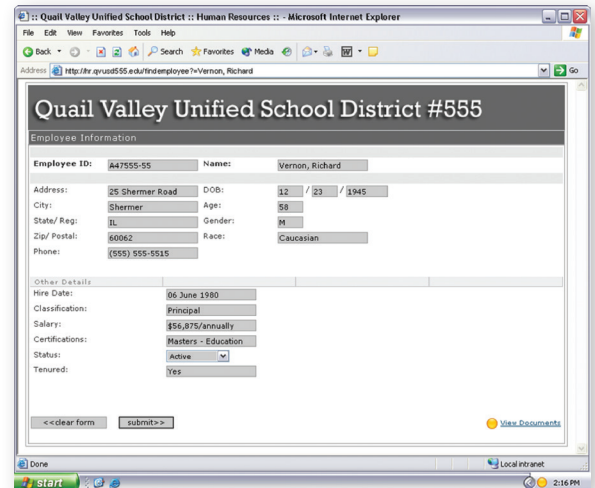 :: Quail Valley Unified School District :: Human Resources :: - Microsoft Internet Explorer
File Edit View Favorites Tools Help
Back Search Favorites Media
Address http://hr.qvusd555.edu/findemployee?=Vernon, Richard Go
Quail Valley Unified School District #555
Employee Information
Employee ID: A47555-55 Name: Vernon, Richard
Address: 25 Shermer Road DOB: 12 / 23 / 1945
City: Shermer Age: 58
State/ Reg: IL Gender: M
Zip/ Postal: 60062 Race: Caucasian
Phone: (555) 555-5515
Other Details
Hire Date: 06 June 1980
Classification: Principal
Salary: $56,875/annually
Certifications: Masters - Education
Status: Active
Tenured: Yes
<<clear form submit>> View Documents
Done Local intranet
start 2:16 PM